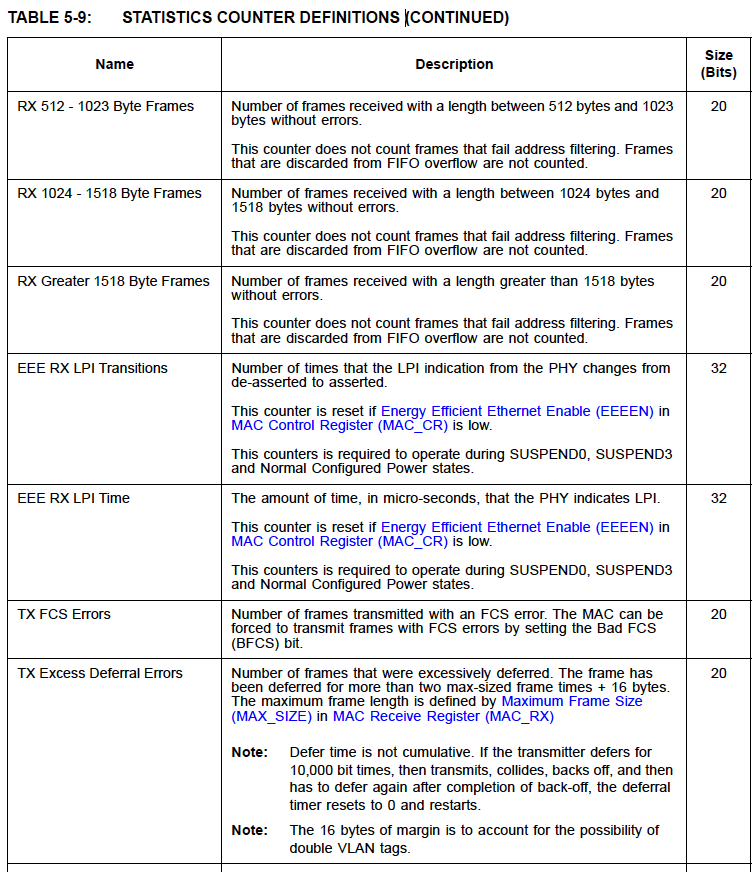 TABLE 5-9: STATISTICS COUNTER DEFINITIONS (CONTINUED)
Name Description Size
(Bits)
RX 512 - 1023 Byte Frames Number of frames received with a length between 512 bytes and 1023 20
bytes without errors.
This counter does not count frames that fail address filtering. Frames
that are discarded from FIFO overflow are not counted.
RX 1024 - 1518 Byte Frames Number of frames received with a length between 1024 bytes and 20
1518 bytes without errors.
This counter does not count frames that fail address filtering. Frames
that are discarded from FIFO overflow are not counted.
RX Greater 1518 Byte Frames Number of frames received with a length greater than 1518 bytes 20
without errors.
This counter does not count frames that fail address filtering. Frames
that are discarded from FIFO overflow are not counted.
EEE RX LPI Transitions Number of times that the LPI indication from the PHY changes from 32
de-asserted to asserted.
This counter is reset if Energy Efficient Ethernet Enable (EEEEN) in
MAC Control Register (MAC_CR) is low.
This counters is required to operate during SUSPEND0, SUSPEND3
and Normal Configured Power states.
EEE RX LPI Time The amount of time, in micro-seconds, that the PHY indicates LPI. 32
This counter is reset if Energy Efficient Ethernet Enable (EEEEN) in
MAC Control Register (MAC_CR) is low.
This counters is required to operate during SUSPEND0, SUSPEND3
and Normal Configured Power states.
TX FCS Errors Number of frames transmitted with an FCS error. The MAC can be 20
forced to transmit frames with FCS errors by setting the Bad FCS
(BFCS) bit.
TX Excess Deferral Errors Number of frames that were excessively deferred. The frame has 20
been deferred for more than two max-sized frame times + 16 bytes.
The maximum frame length is defined by Maximum Frame Size
(MAX_SIZE) in MAC Receive Register (MAC_RX)
Note: Defer time is not cumulative. If the transmitter defers for
10,000 bit times, then transmits, collides, backs off, and then
has to defer again after completion of back-off, the deferral
timer resets to 0 and restarts.
Note: The 16 bytes of margin is to account for the possibility of
double VLAN tags.